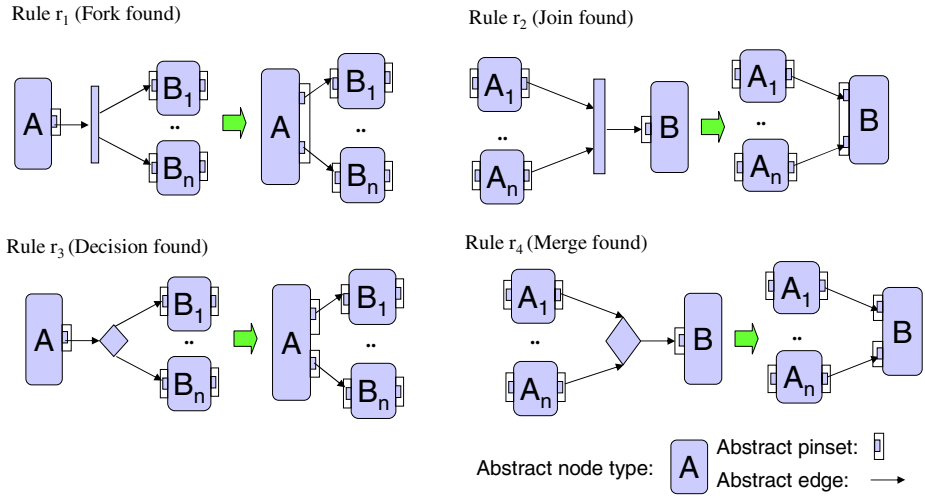 Rule r₁ (Fork found)
A
B₁
..
Bₙ
A
B₁
..
Bₙ
Rule r₂ (Join found)
A₁
..
Aₙ
B
A₁
..
Aₙ
B
Rule r₃ (Decision found)
A
B₁
..
Bₙ
A
B₁
..
Bₙ
Rule r₄ (Merge found)
A₁
..
Aₙ
B
A₁
..
Aₙ
B
Abstract node type:
A
Abstract pinset:
Abstract edge: